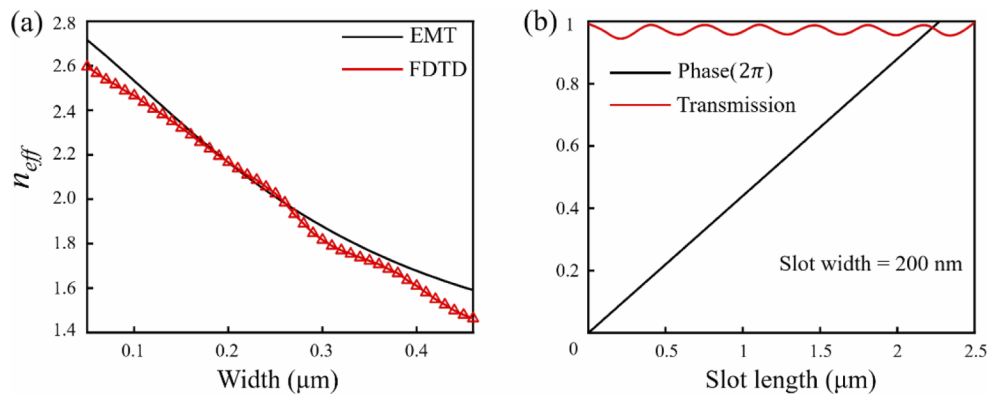 (a)
2.8
2.6
2.4
2.2
2.0
1.8
1.6
1.4
n_eff
EMT
FDTD
0.1 0.2 0.3 0.4
Width (μm)
(b)
1
0.8
0.6
0.4
0.2
0
Phase(2π)
Transmission
Slot width = 200 nm
0 0.5 1 1.5 2 2.5
Slot length (μm)